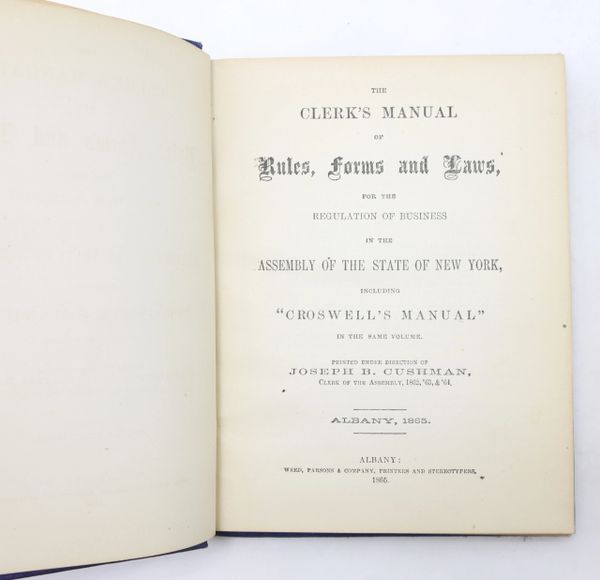 THE
CLERK'S MANUAL
OF
Rules, Forms and Laws,
FOR THE
REGULATION OF BUSINESS
IN THE
ASSEMBLY OF THE STATE OF NEW YORK,
INCLUDING
"CROSWELL'S MANUAL"
IN THE SAME VOLUME.
PRINTED UNDER DIRECTION OF
JOSEPH B. CUSHMAN,
CLERK OF THE ASSEMBLY, 1862, '63, & '64.
ALBANY, 1865.
ALBANY:
WEED, PARSONS & COMPANY, PRINTERS AND STEREOTYPERS,
1865.